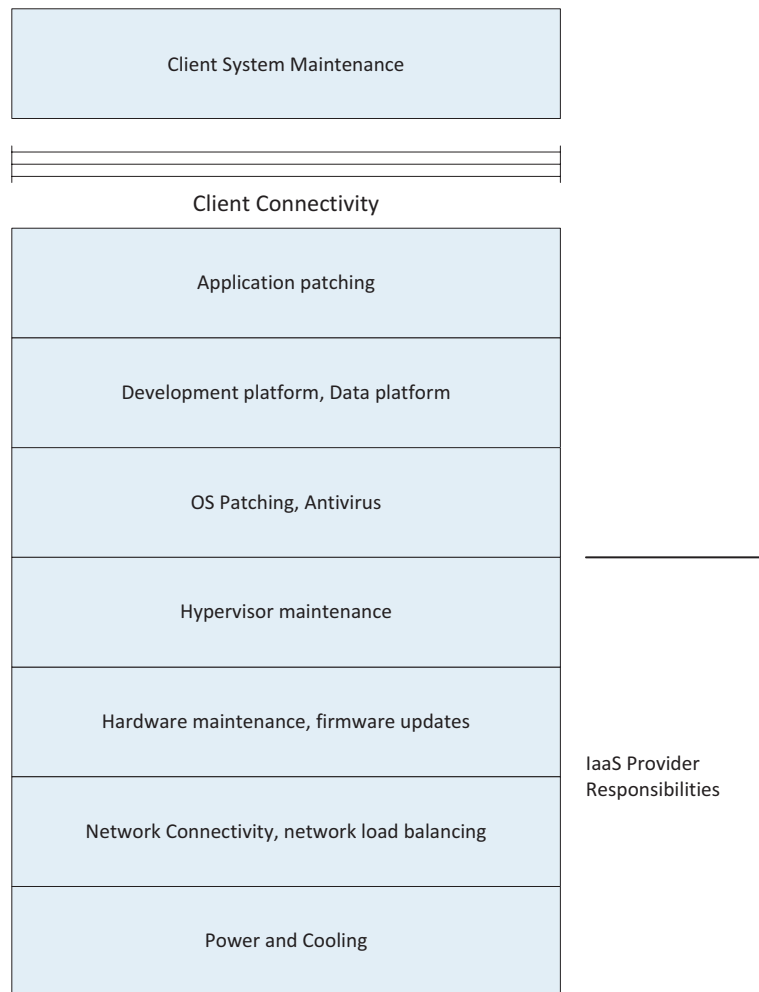 Client System Maintenance
Client Connectivity
Application patching
Development platform, Data platform
OS Patching, Antivirus
Hypervisor maintenance
Hardware maintenance, firmware updates
IaaS Provider
Responsibilities
Network Connectivity, network load balancing
Power and Cooling